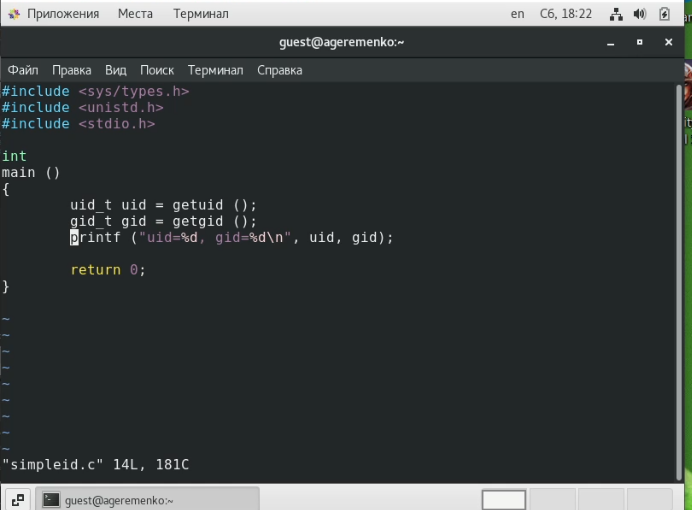 Приложения Места Терминал en Сб, 18:22
guest@ageremenko:~
Файл Правка Вид Поиск Терминал Справка
#include <sys/types.h>
#include <unistd.h>
#include <stdio.h>
int
main ()
{
uid_t uid = getuid ();
gid_t gid = getgid ();
printf ("uid=%d, gid=%d\n", uid, gid);
return 0;
}
~
~
~
~
~
~
~
~
~
"simpleid.c" 14L, 181C
guest@ageremenko:~